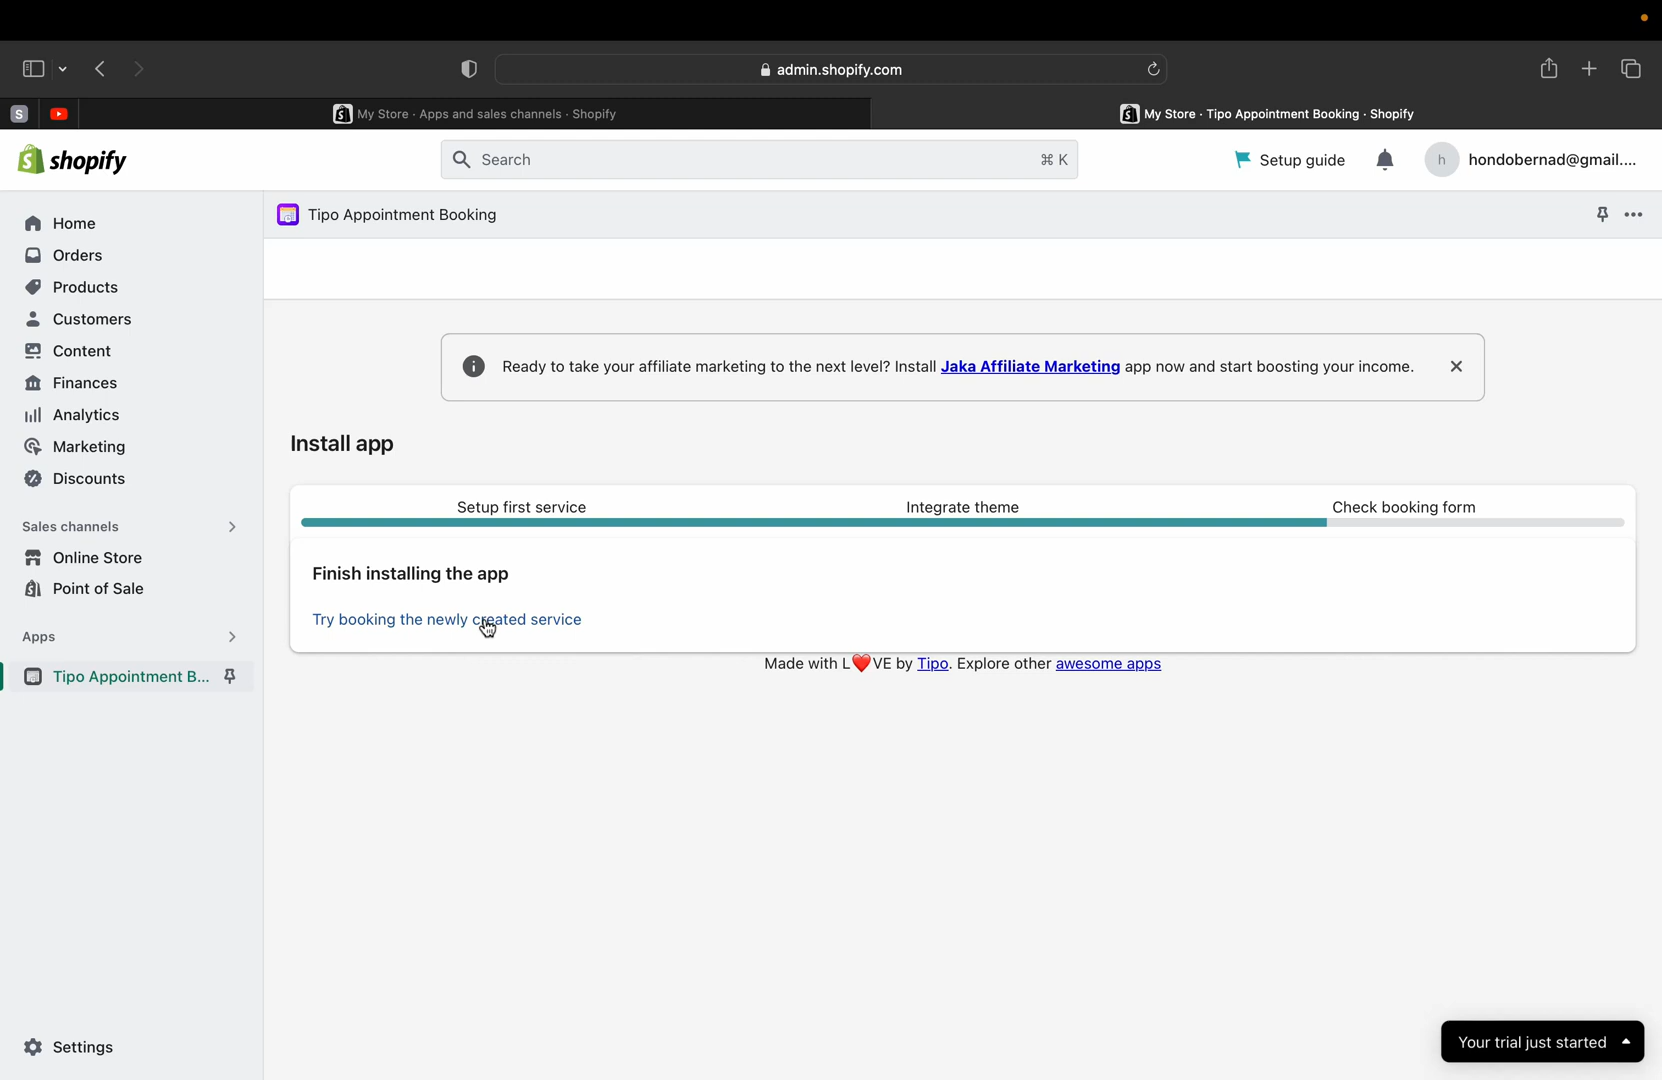 admin.shopify.com
S
My Store · Apps and sales channels · Shopify
My Store · Tipo Appointment Booking · Shopify
shopify
Search
⌘ K
Setup guide
h
hondobernad@gmail....
Home
Orders
Products
Customers
Content
Finances
Analytics
Marketing
Discounts
Sales channels
Online Store
Point of Sale
Apps
Tipo Appointment B...
Settings
Tipo Appointment Booking
Ready to take your affiliate marketing to the next level? Install Jaka Affiliate Marketing app now and start boosting your income.
Install app
Setup first service
Integrate theme
Check booking form
Finish installing the app
Try booking the newly created service
Made with L❤️VE by Tipo. Explore other awesome apps
Your trial just started